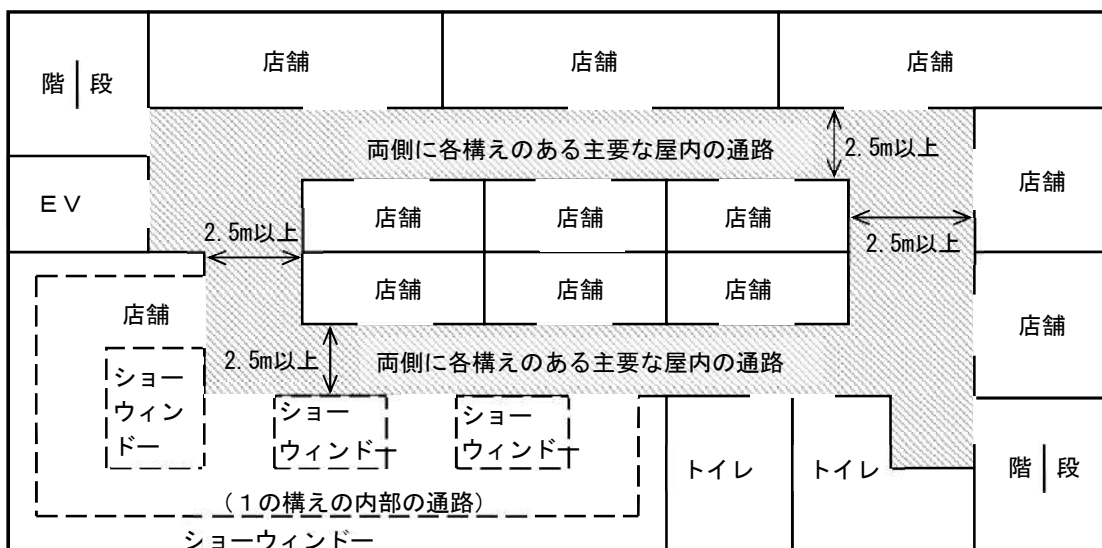 店舗
店舗
店舗
階 段
両側に各構えのある主要な屋内の通路
2.5m以上
店舗
EV
店舗
店舗
店舗
2.5m以上
2.5m以上
店舗
店舗
店舗
店舗
店舗
2.5m以上
両側に各構えのある主要な屋内の通路
ショー
ウィン
ドー
ショー
ウィンドー
ショー
ウィンドー
トイレ
トイレ
階 段
(1の構えの内部の通路)
ショーウィンドー